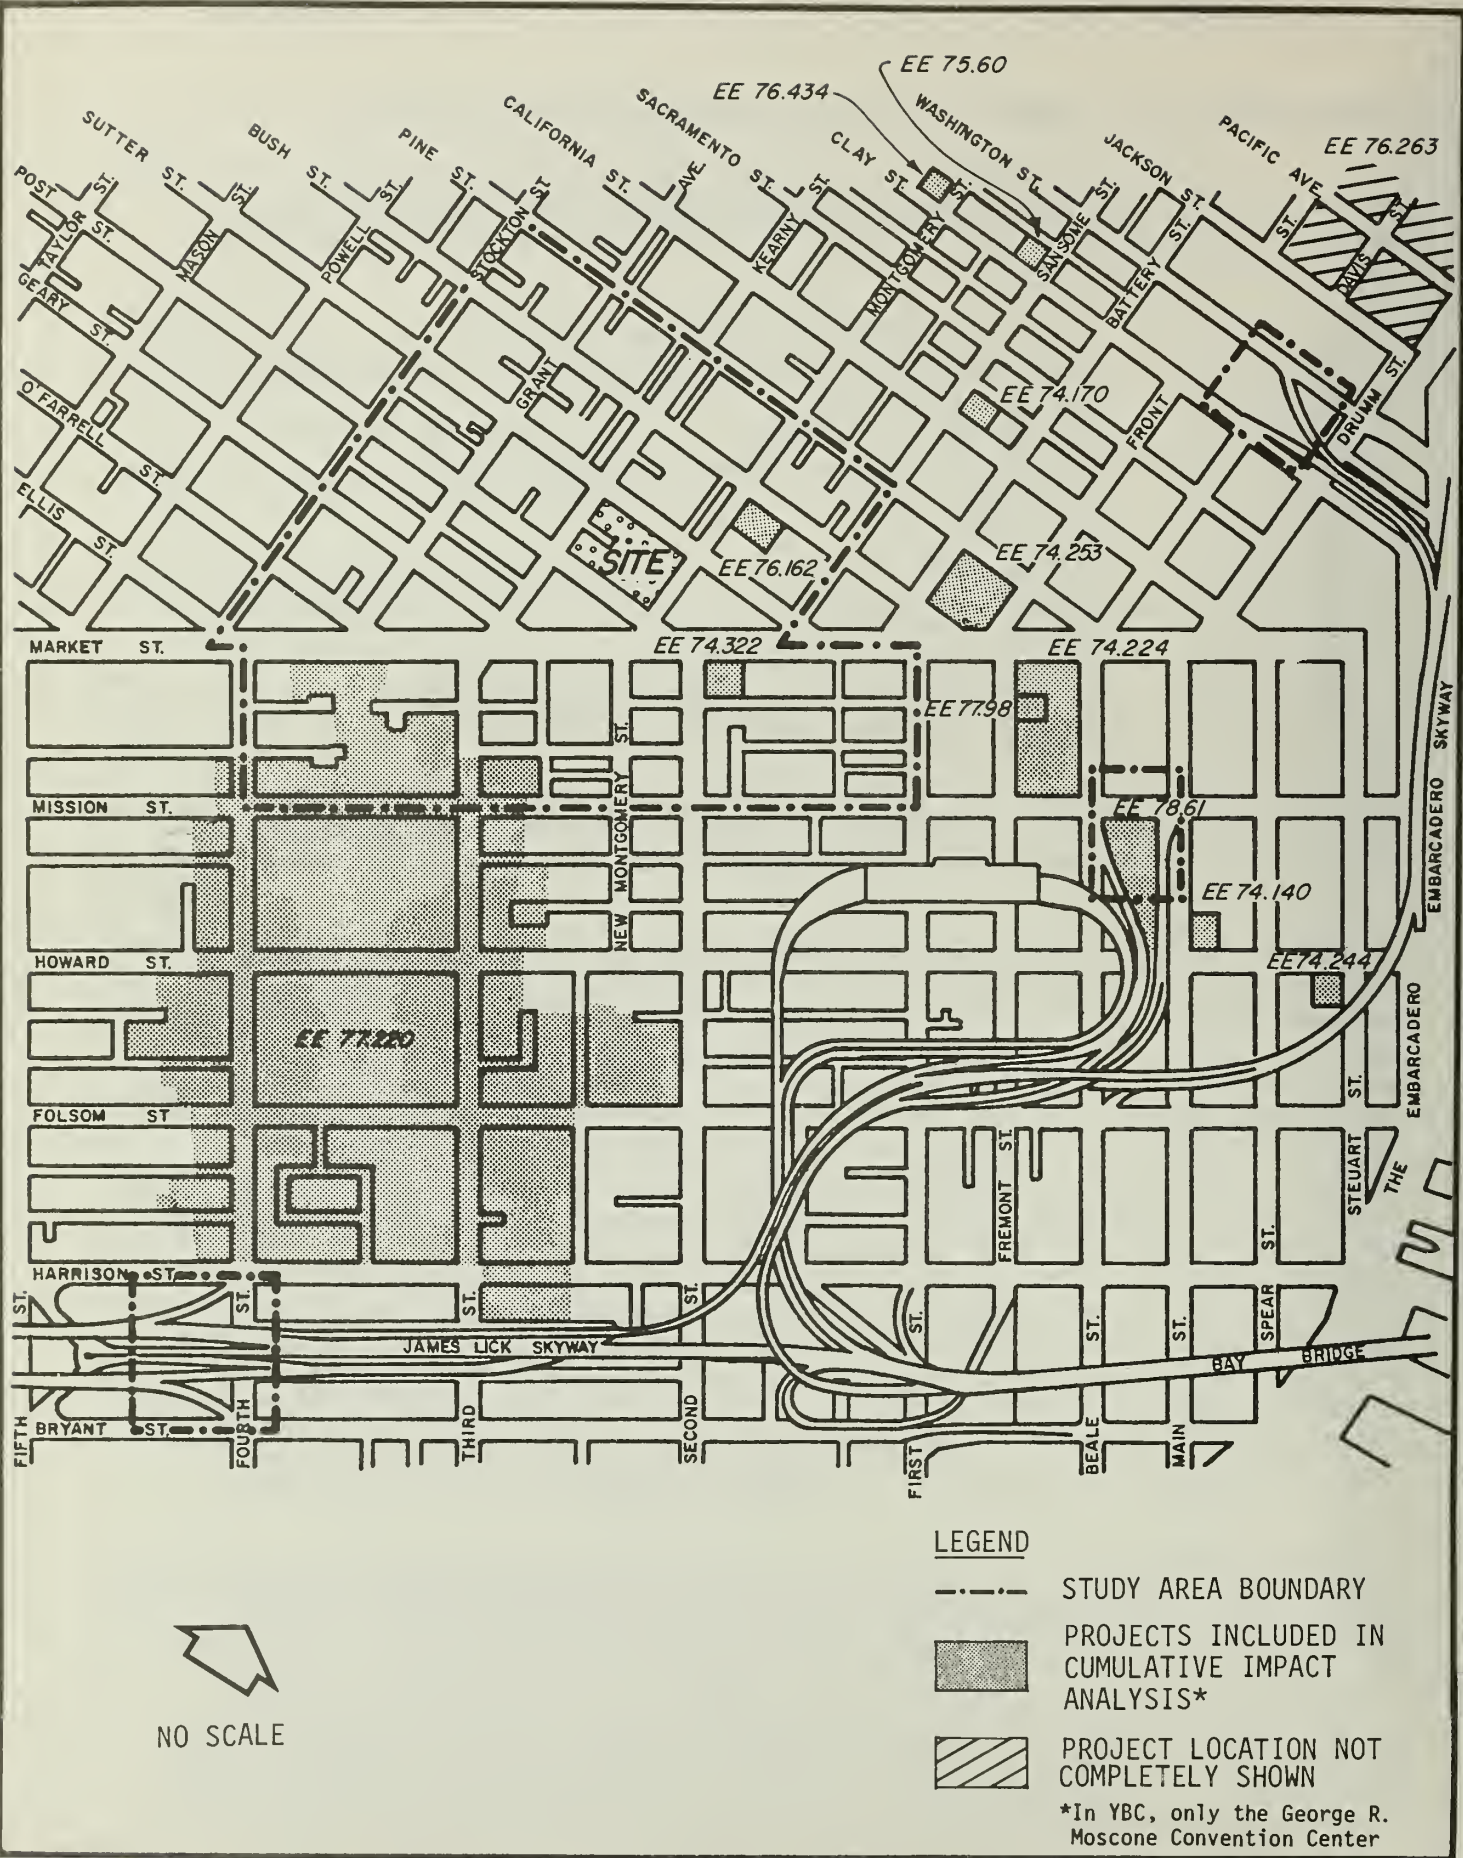 EE 75.60
EE 76.434
EE 76.263
SUTTER ST.
BUSH ST.
PINE ST.
CALIFORNIA ST.
SACRAMENTO ST.
CLAY ST.
WASHINGTON ST.
JACKSON ST.
PACIFIC AVE
POST ST.
GEARY ST.
O'FARRELL ST.
ELLIS ST.
TAYLOR ST.
MASON ST.
POWELL ST.
STOCKTON ST.
GRANT AVE
KEARNY ST.
MONTGOMERY ST.
SANSOME ST.
BATTERY ST.
FRONT ST.
DAVIS ST.
DRUMM ST.
EE 74.170
SITE
EE 76.162
EE 74.253
MARKET ST.
EE 74.322
EE 74.224
EE 77.98
MISSION ST.
EE 78.61
NEW MONTGOMERY ST.
EE 74.140
HOWARD ST.
EE 74.244
EE 77.220
EMBARCADERO SKYWAY
THE EMBARCADERO
FOLSOM ST
FREMONT ST.
STEUART ST.
HARRISON ST.
JAMES LICK SKYWAY
BAY BRIDGE
BRYANT ST.
FIFTH ST.
FOURTH ST.
THIRD ST.
SECOND ST.
FIRST ST.
BEALE ST.
MAIN ST.
SPEAR ST.
LEGEND
STUDY AREA BOUNDARY
PROJECTS INCLUDED IN
CUMULATIVE IMPACT
ANALYSIS*
PROJECT LOCATION NOT
COMPLETELY SHOWN
*In YBC, only the George R.
Moscone Convention Center
NO SCALE